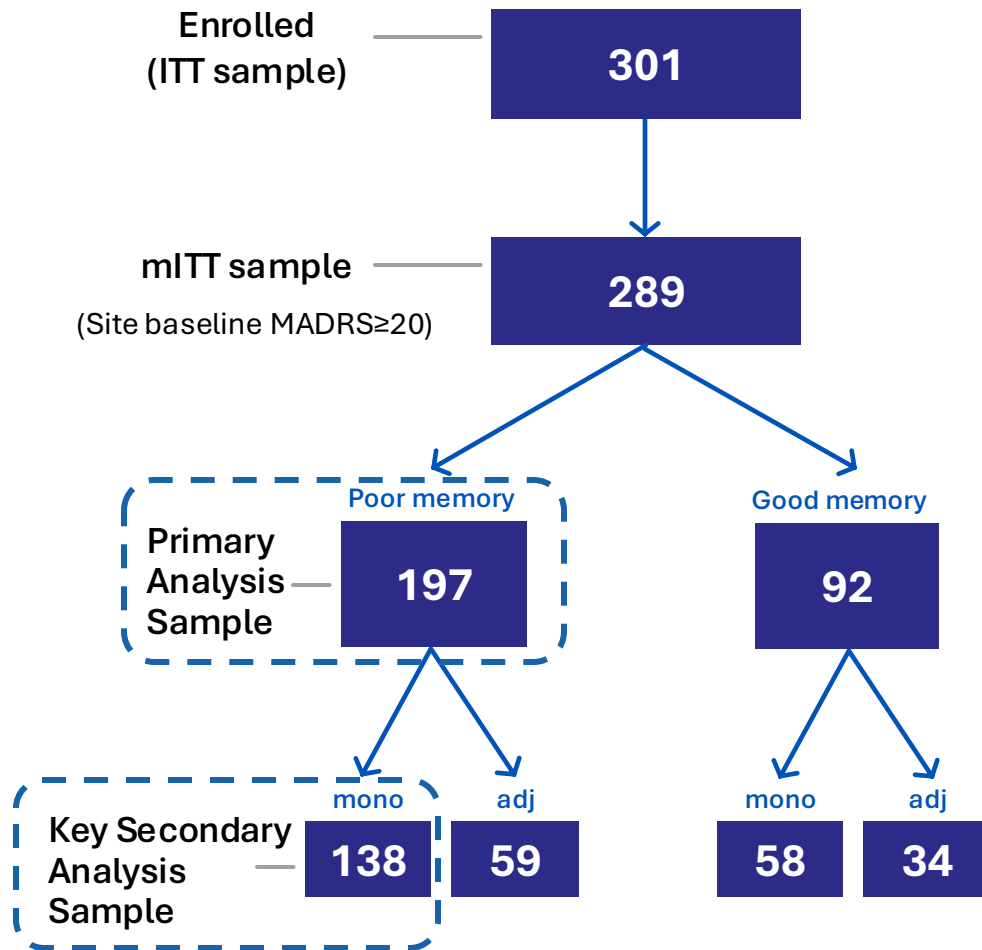 Enrolled
(ITT sample)
301
mITT sample
(Site baseline MADRS≥20)
289
Poor memory
Good memory
Primary
Analysis
Sample
197
92
mono
adj
mono
adj
Key Secondary
Analysis
Sample
138
59
58
34